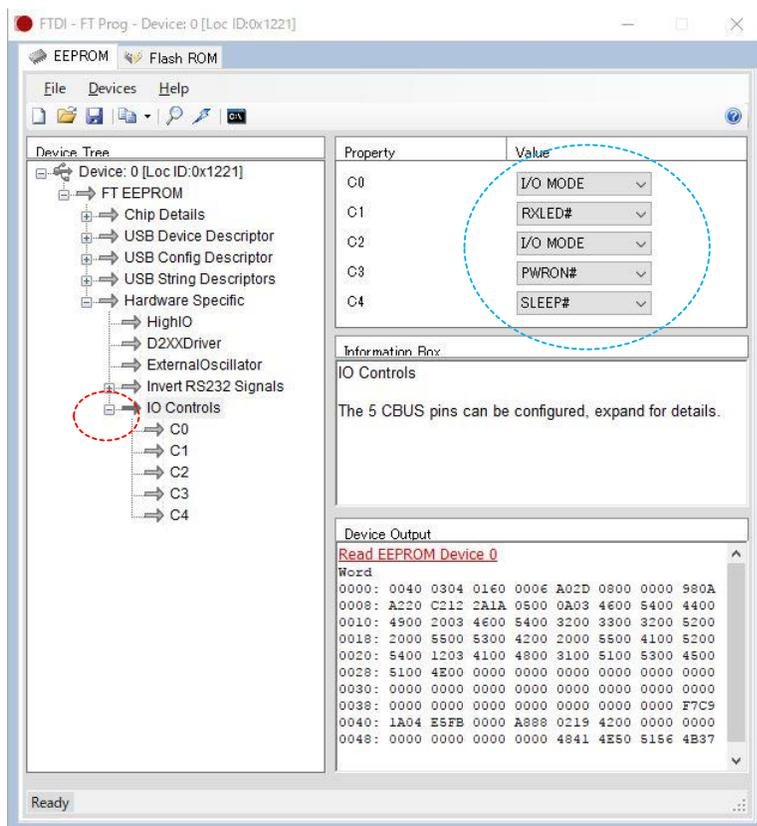 FTDI - FT Prog - Device: 0 [Loc ID:0x1221]
EEPROM Flash ROM
File Devices Help
Device Tree
Device: 0 [Loc ID:0x1221]
FT EEPROM
Chip Details
USB Device Descriptor
USB Config Descriptor
USB String Descriptors
Hardware Specific
HighIO
D2XXDriver
ExternalOscillator
Invert RS232 Signals
IO Controls
C0
C1
C2
C3
C4
Property Value
C0 I/O MODE
C1 RXLED#
C2 I/O MODE
C3 PWRON#
C4 SLEEP#
Information Box
IO Controls
The 5 CBUS pins can be configured, expand for details.
Device Output
Read EEPROM Device 0
Word
0000: 0040 0304 0160 0006 A02D 0800 0000 980A
0008: A220 C212 2A1A 0500 0A03 4600 5400 4400
0010: 4900 2003 4600 5400 3200 3300 3200 5200
0018: 2000 5500 5300 4200 2000 5500 4100 5200
0020: 5400 1203 4100 4800 3100 5100 5300 4500
0028: 5100 4E00 0000 0000 0000 0000 0000 0000
0030: 0000 0000 0000 0000 0000 0000 0000 0000
0038: 0000 0000 0000 0000 0000 0000 0000 F7C9
0040: 1A04 E5FB 0000 A888 0219 4200 0000 0000
0048: 0000 0000 0000 0000 4841 4E50 5156 4B37
Ready